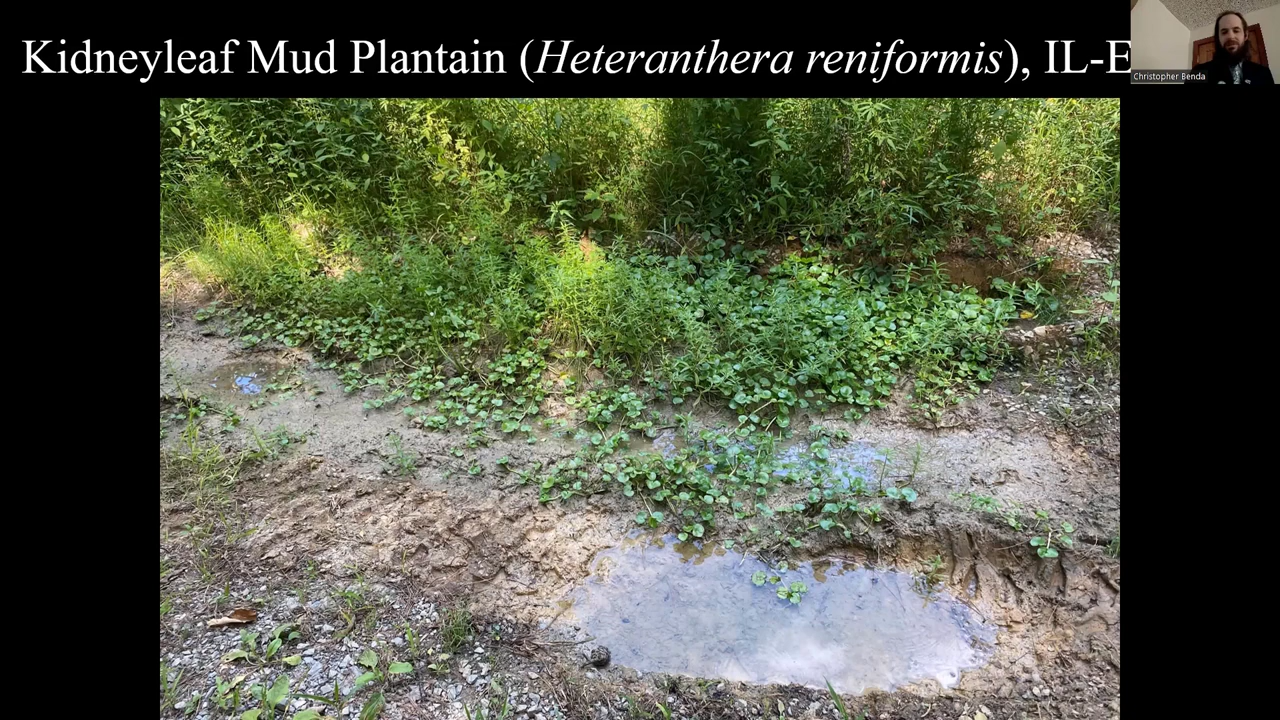 Kidneyleaf Mud Plantain (Heteranthera reniformis), IL-E
Christopher Benda